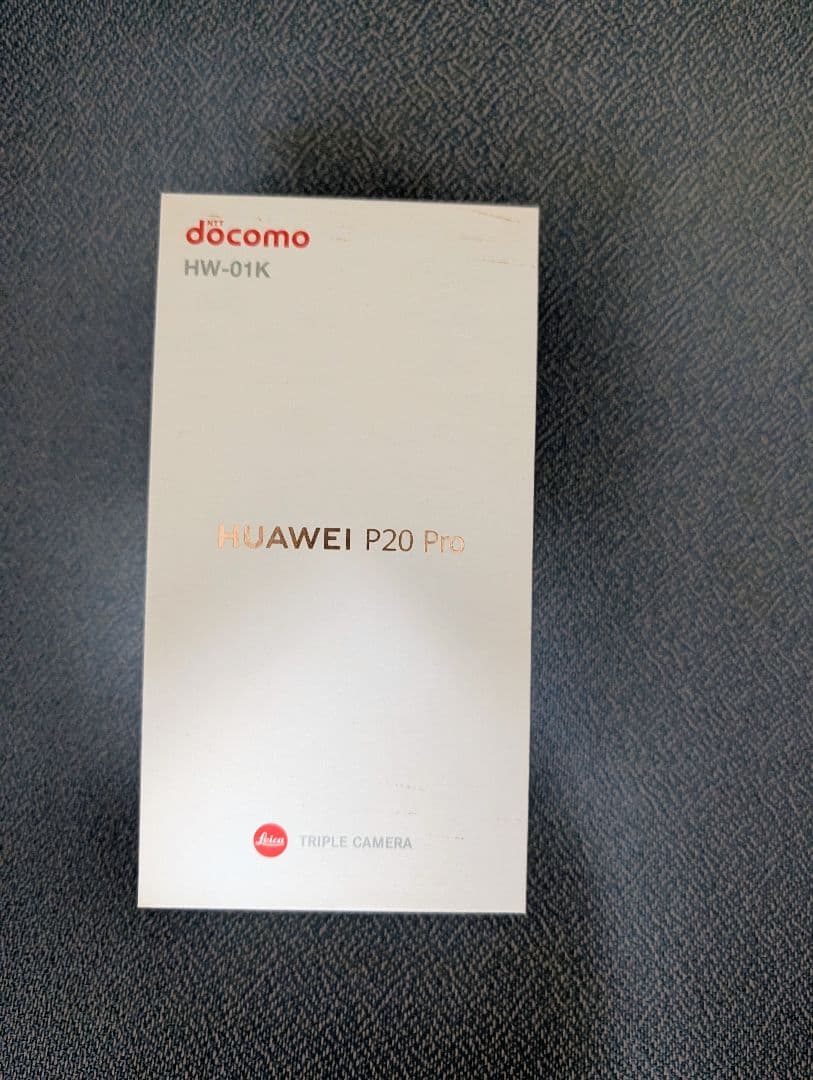 NTT
docomo
HW-01K
HUAWEI P20 Pro
Leica TRIPLE CAMERA